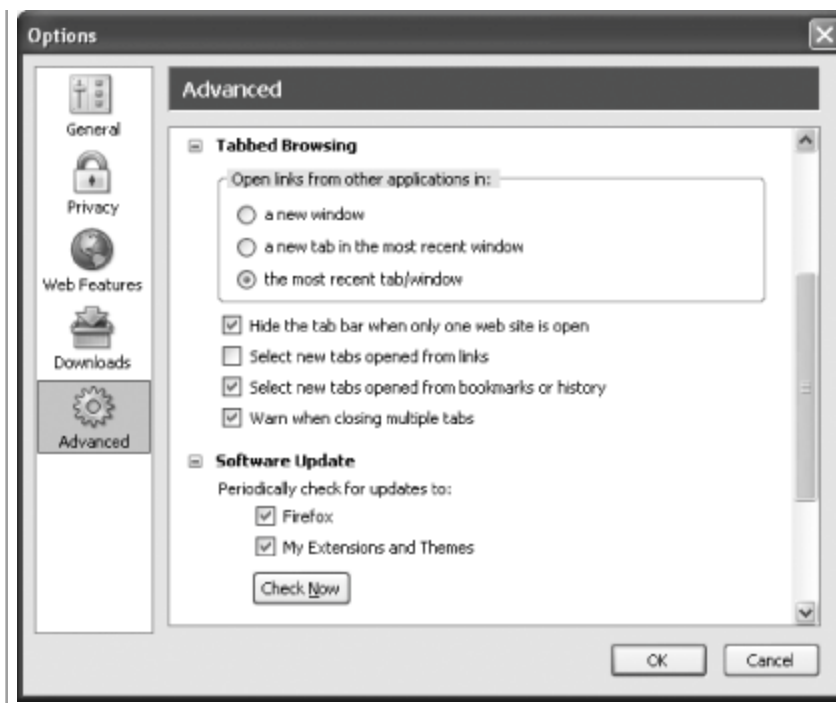 Options
General
Privacy
Web Features
Downloads
Advanced
Advanced
Tabbed Browsing
Open links from other applications in:
a new window
a new tab in the most recent window
the most recent tab/window
Hide the tab bar when only one web site is open
Select new tabs opened from links
Select new tabs opened from bookmarks or history
Warn when closing multiple tabs
Software Update
Periodically check for updates to:
Firefox
My Extensions and Themes
Check Now
OK
Cancel